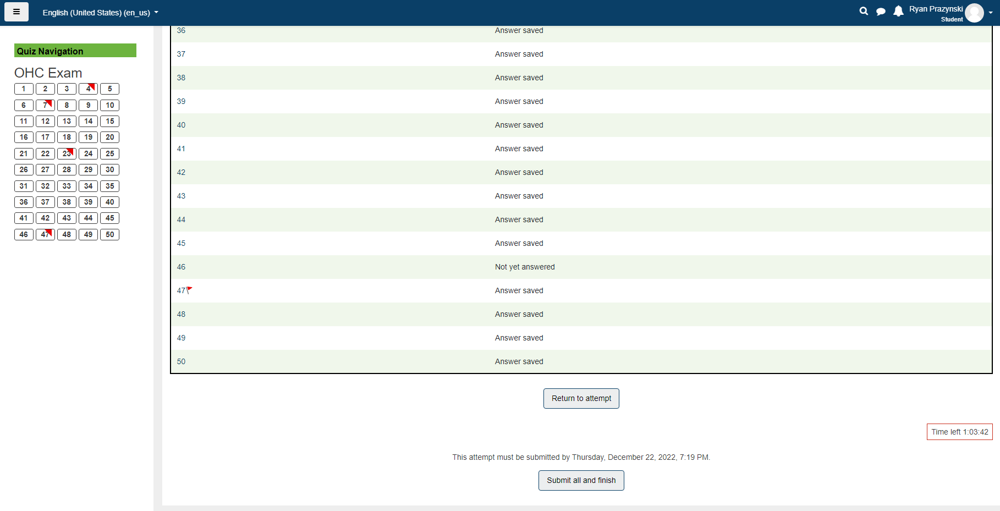 English (United States) (en_us)
Ryan Prazynski
Student
Quiz Navigation
OHC Exam
1 2 3 4 5
6 7 8 9 10
11 12 13 14 15
16 17 18 19 20
21 22 23 24 25
26 27 28 29 30
31 32 33 34 35
36 37 38 39 40
41 42 43 44 45
46 47 48 49 50
36 Answer saved
37 Answer saved
38 Answer saved
39 Answer saved
40 Answer saved
41 Answer saved
42 Answer saved
43 Answer saved
44 Answer saved
45 Answer saved
46 Not yet answered
47 Answer saved
48 Answer saved
49 Answer saved
50 Answer saved
Return to attempt
Time left 1:03:42
This attempt must be submitted by Thursday, December 22, 2022, 7:19 PM.
Submit all and finish